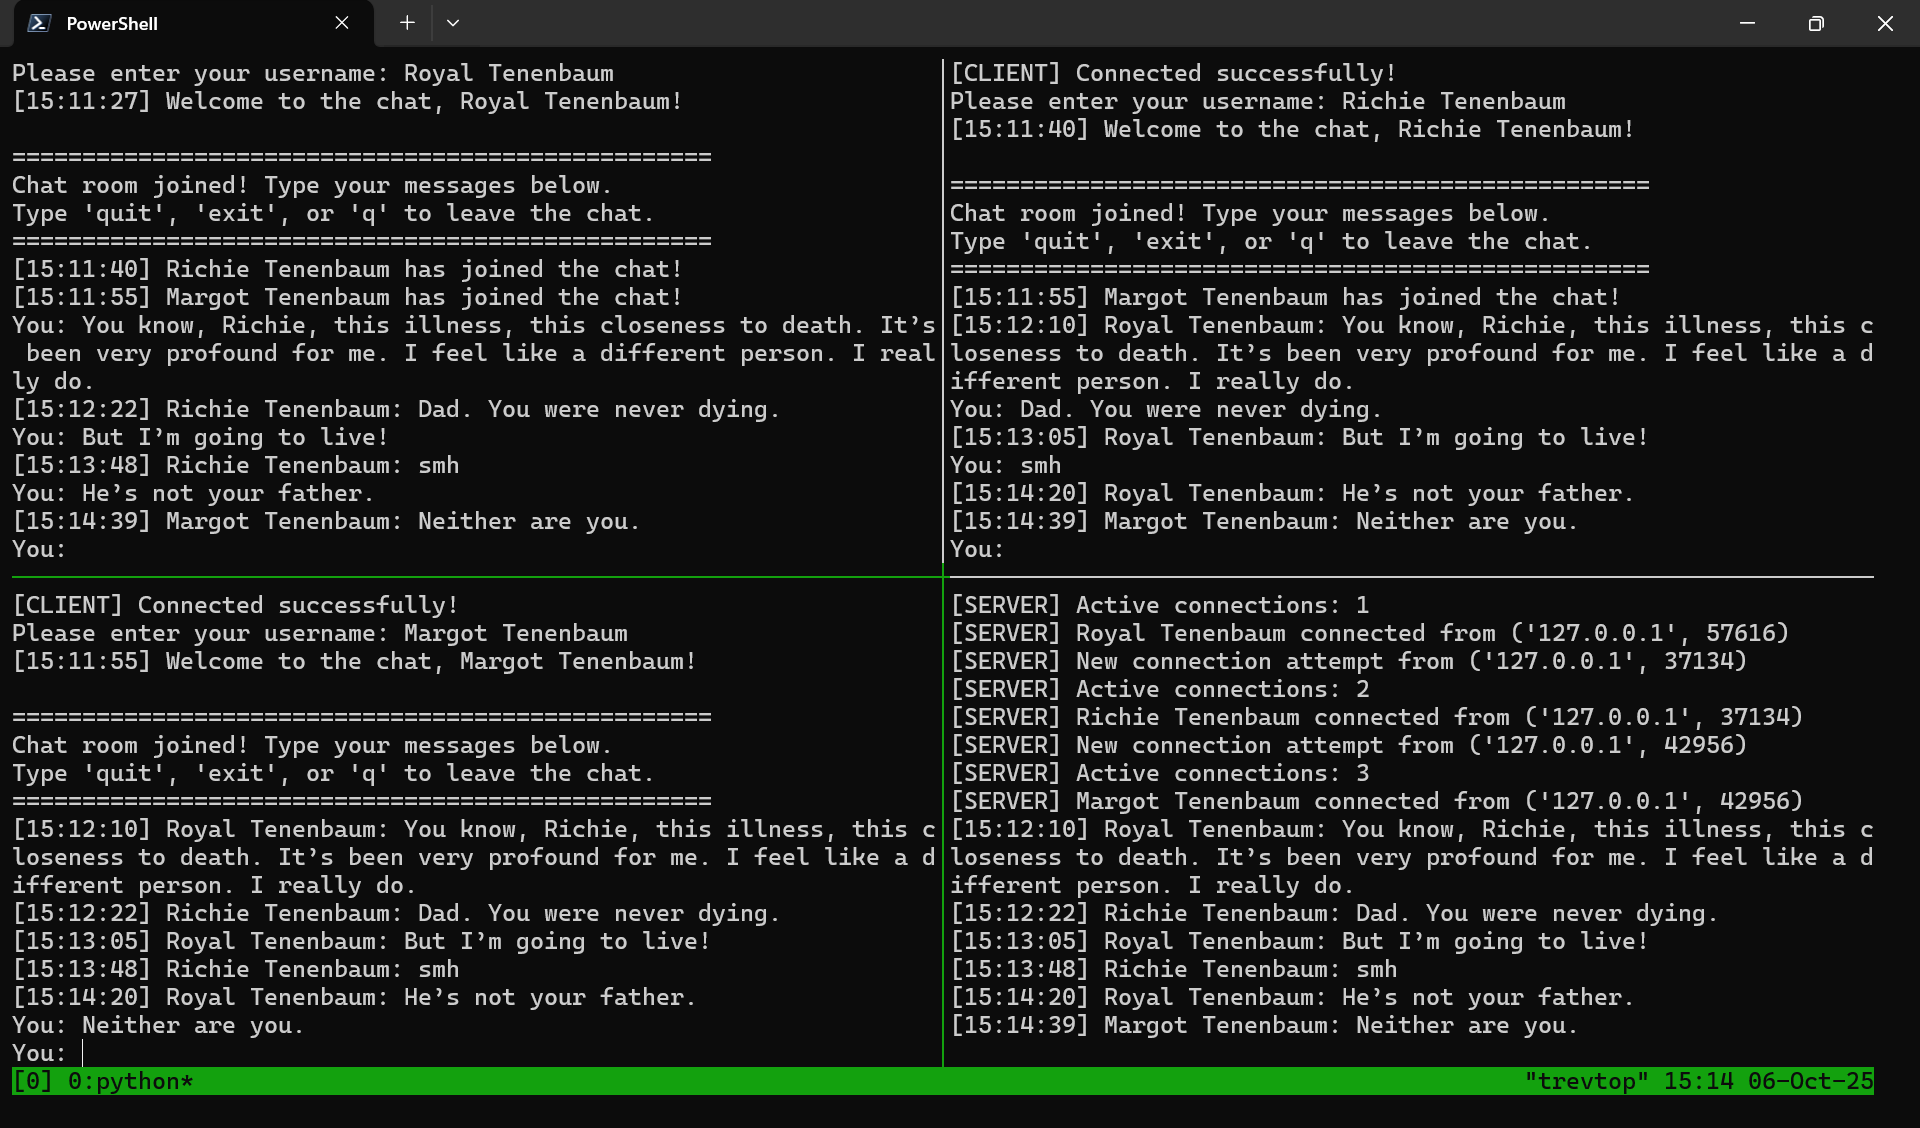 PowerShell
Please enter your username: Royal Tenenbaum
[15:11:27] Welcome to the chat, Royal Tenenbaum!
==================================================
Chat room joined! Type your messages below.
Type 'quit', 'exit', or 'q' to leave the chat.
==================================================
[15:11:40] Richie Tenenbaum has joined the chat!
[15:11:55] Margot Tenenbaum has joined the chat!
You: You know, Richie, this illness, this closeness to death. It’s
 been very profound for me. I feel like a different person. I real
ly do.
[15:12:22] Richie Tenenbaum: Dad. You were never dying.
You: But I’m going to live!
[15:13:48] Richie Tenenbaum: smh
You: He’s not your father.
[15:14:39] Margot Tenenbaum: Neither are you.
You:
[CLIENT] Connected successfully!
Please enter your username: Richie Tenenbaum
[15:11:40] Welcome to the chat, Richie Tenenbaum!
==================================================
Chat room joined! Type your messages below.
Type 'quit', 'exit', or 'q' to leave the chat.
==================================================
[15:11:55] Margot Tenenbaum has joined the chat!
[15:12:10] Royal Tenenbaum: You know, Richie, this illness, this c
loseness to death. It’s been very profound for me. I feel like a d
ifferent person. I really do.
You: Dad. You were never dying.
[15:13:05] Royal Tenenbaum: But I’m going to live!
You: smh
[15:14:20] Royal Tenenbaum: He’s not your father.
[15:14:39] Margot Tenenbaum: Neither are you.
You:
[CLIENT] Connected successfully!
Please enter your username: Margot Tenenbaum
[15:11:55] Welcome to the chat, Margot Tenenbaum!
==================================================
Chat room joined! Type your messages below.
Type 'quit', 'exit', or 'q' to leave the chat.
==================================================
[15:12:10] Royal Tenenbaum: You know, Richie, this illness, this c
loseness to death. It’s been very profound for me. I feel like a d
ifferent person. I really do.
[15:12:22] Richie Tenenbaum: Dad. You were never dying.
[15:13:05] Royal Tenenbaum: But I’m going to live!
[15:13:48] Richie Tenenbaum: smh
[15:14:20] Royal Tenenbaum: He’s not your father.
You: Neither are you.
You:
[SERVER] Active connections: 1
[SERVER] Royal Tenenbaum connected from ('127.0.0.1', 57616)
[SERVER] New connection attempt from ('127.0.0.1', 37134)
[SERVER] Active connections: 2
[SERVER] Richie Tenenbaum connected from ('127.0.0.1', 37134)
[SERVER] New connection attempt from ('127.0.0.1', 42956)
[SERVER] Active connections: 3
[SERVER] Margot Tenenbaum connected from ('127.0.0.1', 42956)
[15:12:10] Royal Tenenbaum: You know, Richie, this illness, this c
loseness to death. It’s been very profound for me. I feel like a d
ifferent person. I really do.
[15:12:22] Richie Tenenbaum: Dad. You were never dying.
[15:13:05] Royal Tenenbaum: But I’m going to live!
[15:13:48] Richie Tenenbaum: smh
[15:14:20] Royal Tenenbaum: He’s not your father.
[15:14:39] Margot Tenenbaum: Neither are you.
[0] 0:python* "trevtop" 15:14 06-Oct-25